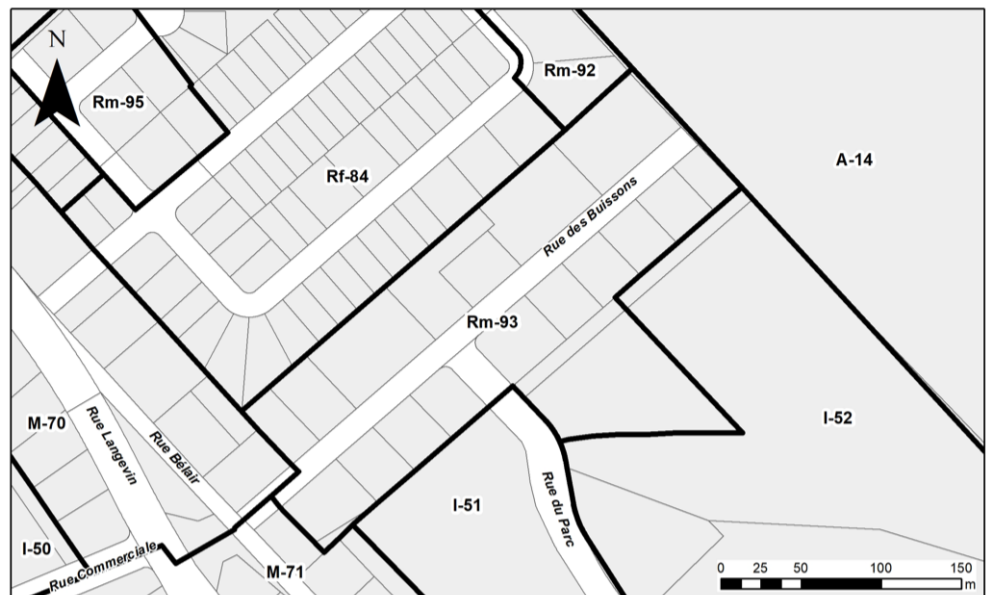 N
Rm-92
Rm-95
A-14
Rf-84
Rue des Buissons
Rm-93
I-52
M-70
Rue Langevin
Rue Bélair
I-51
Rue du Parc
I-50
Rue Commerciale
M-71
0 25 50 100 150
m